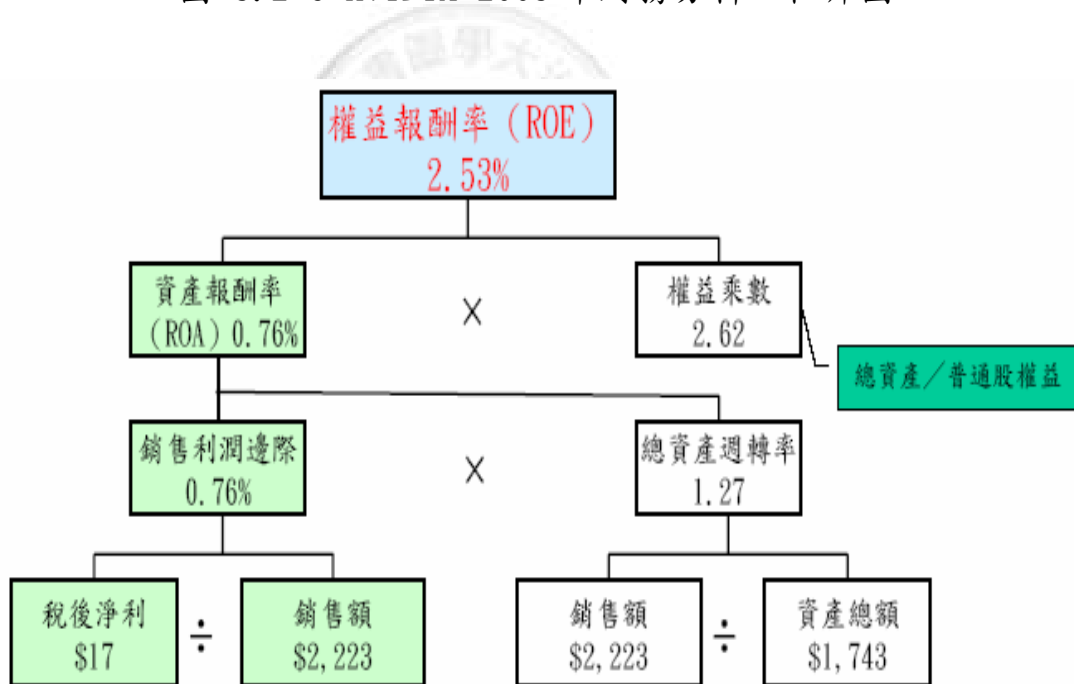 權益報酬率（ROE）
2.53%
資產報酬率
（ROA）0.76%
×
權益乘數
2.62
總資產／普通股權益
銷售利潤邊際
0.76%
×
總資產週轉率
1.27
稅後淨利
$17
÷
銷售額
$2,223
銷售額
$2,223
÷
資產總額
$1,743